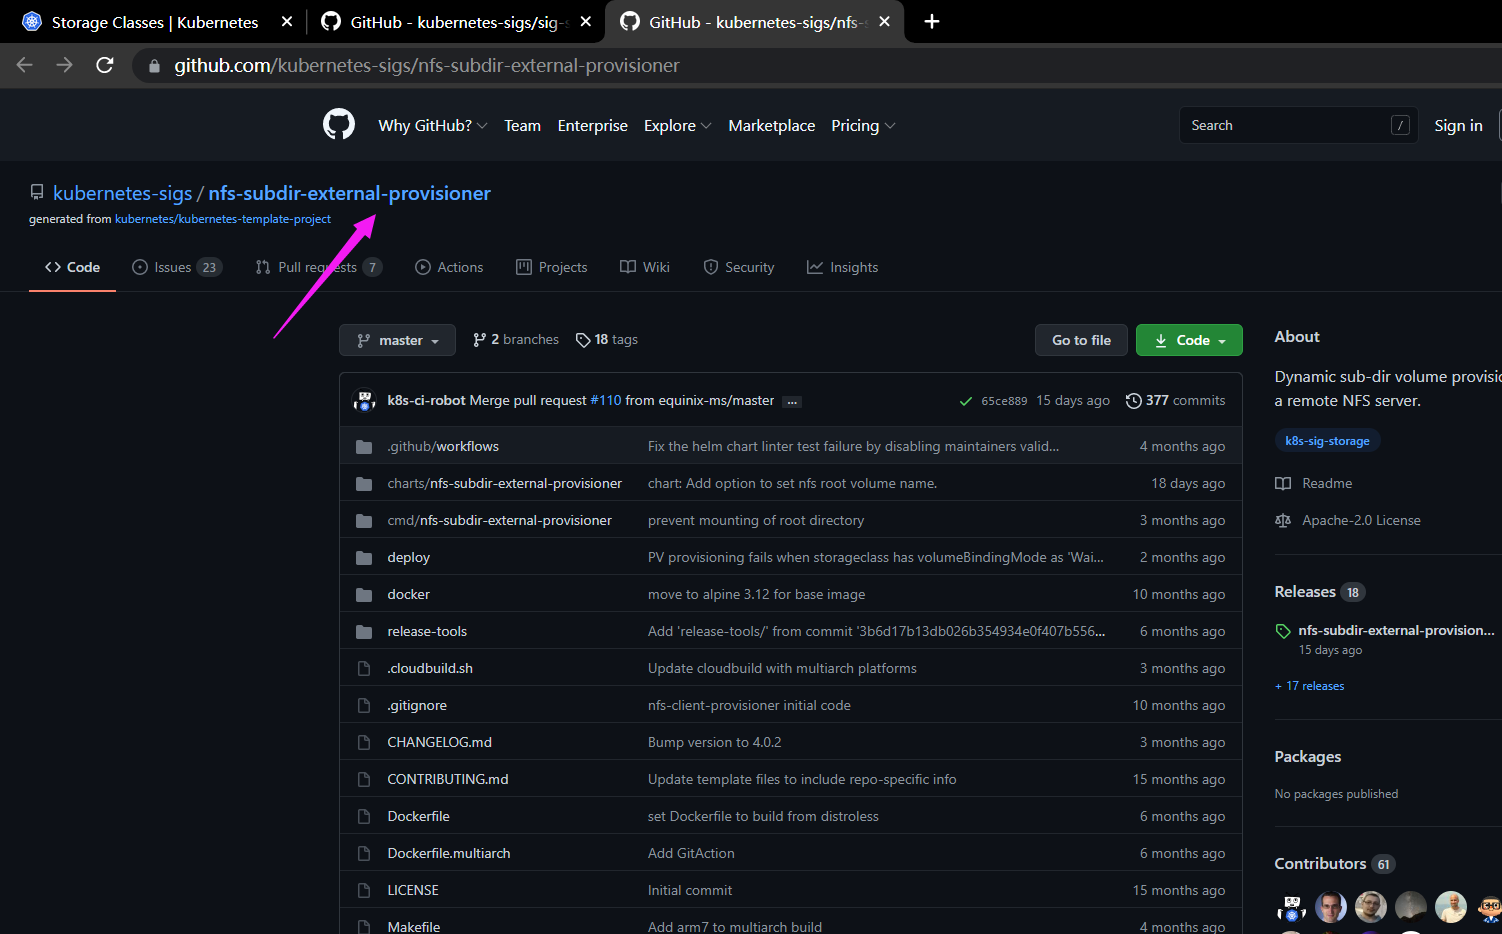 Storage Classes | Kubernetes
GitHub - kubernetes-sigs/sig-s
GitHub - kubernetes-sigs/nfs-
github.com/kubernetes-sigs/nfs-subdir-external-provisioner
Why GitHub? Team Enterprise Explore Marketplace Pricing
Search /
Sign in
kubernetes-sigs / nfs-subdir-external-provisioner
generated from kubernetes/kubernetes-template-project
Code Issues 23 Pull requests 7 Actions Projects Wiki Security Insights
master 2 branches 18 tags Go to file Code
k8s-ci-robot Merge pull request #110 from equinix-ms/master ... 65ce889 15 days ago 377 commits
.github/workflows Fix the helm chart linter test failure by disabling maintainers valid... 4 months ago
charts/nfs-subdir-external-provisioner chart: Add option to set nfs root volume name. 18 days ago
cmd/nfs-subdir-external-provisioner prevent mounting of root directory 3 months ago
deploy PV provisioning fails when storageclass has volumeBindingMode as 'Wai... 2 months ago
docker move to alpine 3.12 for base image 10 months ago
release-tools Add 'release-tools/' from commit '3b6d17b13db026b354934e0f407b556... 6 months ago
.cloudbuild.sh Update cloudbuild with multiarch platforms 3 months ago
.gitignore nfs-client-provisioner initial code 10 months ago
CHANGELOG.md Bump version to 4.0.2 3 months ago
CONTRIBUTING.md Update template files to include repo-specific info 15 months ago
Dockerfile set Dockerfile to build from distroless 6 months ago
Dockerfile.multiarch Add GitAction 6 months ago
LICENSE Initial commit 15 months ago
Makefile Add arm7 to multiarch build 4 months ago
About
Dynamic sub-dir volume provisio
a remote NFS server.
k8s-sig-storage
Readme
Apache-2.0 License
Releases 18
nfs-subdir-external-provision...
15 days ago
+ 17 releases
Packages
No packages published
Contributors 61